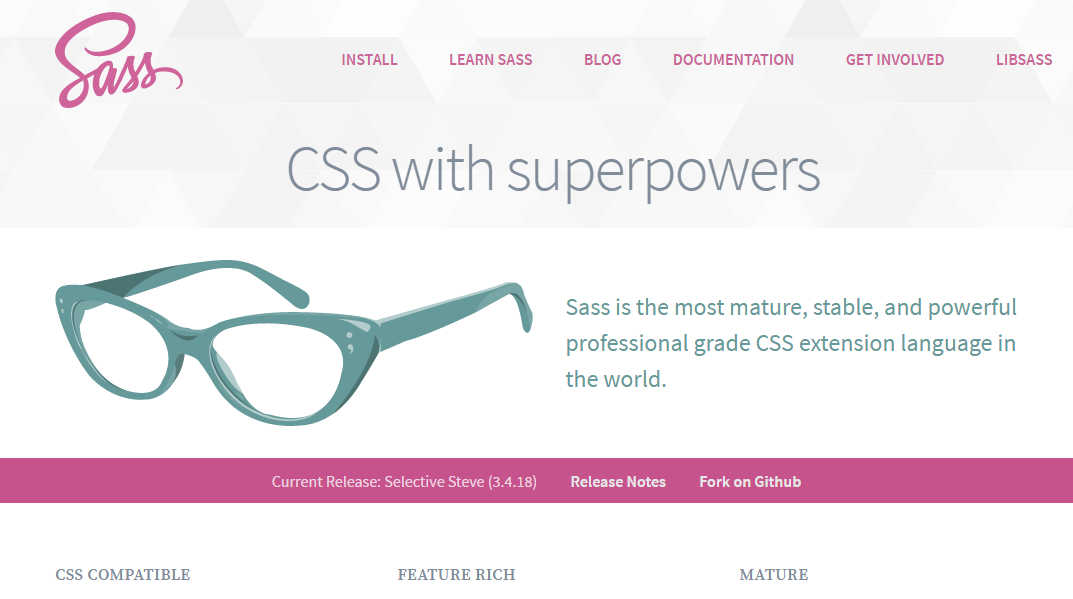 Sass
INSTALL LEARN SASS BLOG DOCUMENTATION GET INVOLVED LIBSASS
CSS with superpowers
Sass is the most mature, stable, and powerful
professional grade CSS extension language in
the world.
Current Release: Selective Steve (3.4.18) Release Notes Fork on Github
CSS COMPATIBLE FEATURE RICH MATURE